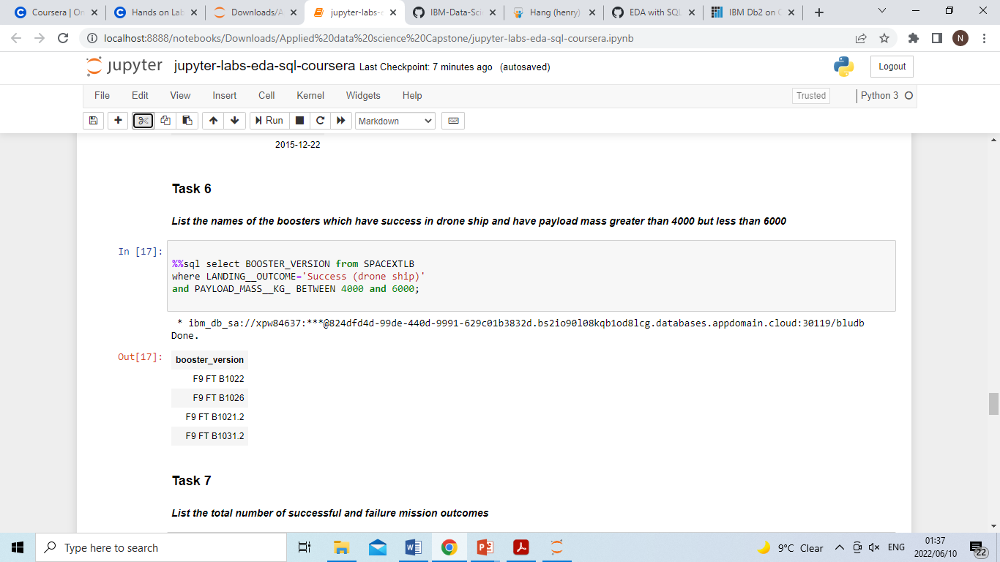 Coursera | On
Hands on Lab
Downloads/A
jupyter-labs-e
IBM-Data-Sci
Hang (henry)
EDA with SQL
IBM Db2 on C
localhost:8888/notebooks/Downloads/Applied%20data%20science%20Capstone/jupyter-labs-eda-sql-coursera.ipynb
N
jupyter jupyter-labs-eda-sql-coursera Last Checkpoint: 7 minutes ago (autosaved)
Logout
File Edit View Insert Cell Kernel Widgets Help
Trusted
Python 3
Run
Markdown
2015-12-22
Task 6
List the names of the boosters which have success in drone ship and have payload mass greater than 4000 but less than 6000
In [17]:
%%sql select BOOSTER_VERSION from SPACEXTLB
where LANDING__OUTCOME='Success (drone ship)'
and PAYLOAD_MASS__KG_ BETWEEN 4000 and 6000;
* ibm_db_sa://xpw84637:***@824dfd4d-99de-440d-9991-629c01b3832d.bs2io90l08kqb1od8lcg.databases.appdomain.cloud:30119/bludb
Done.
Out[17]:
booster_version
F9 FT B1022
F9 FT B1026
F9 FT B1021.2
F9 FT B1031.2
Task 7
List the total number of successful and failure mission outcomes
Type here to search
9°C Clear
ENG
01:37
2022/06/10
22